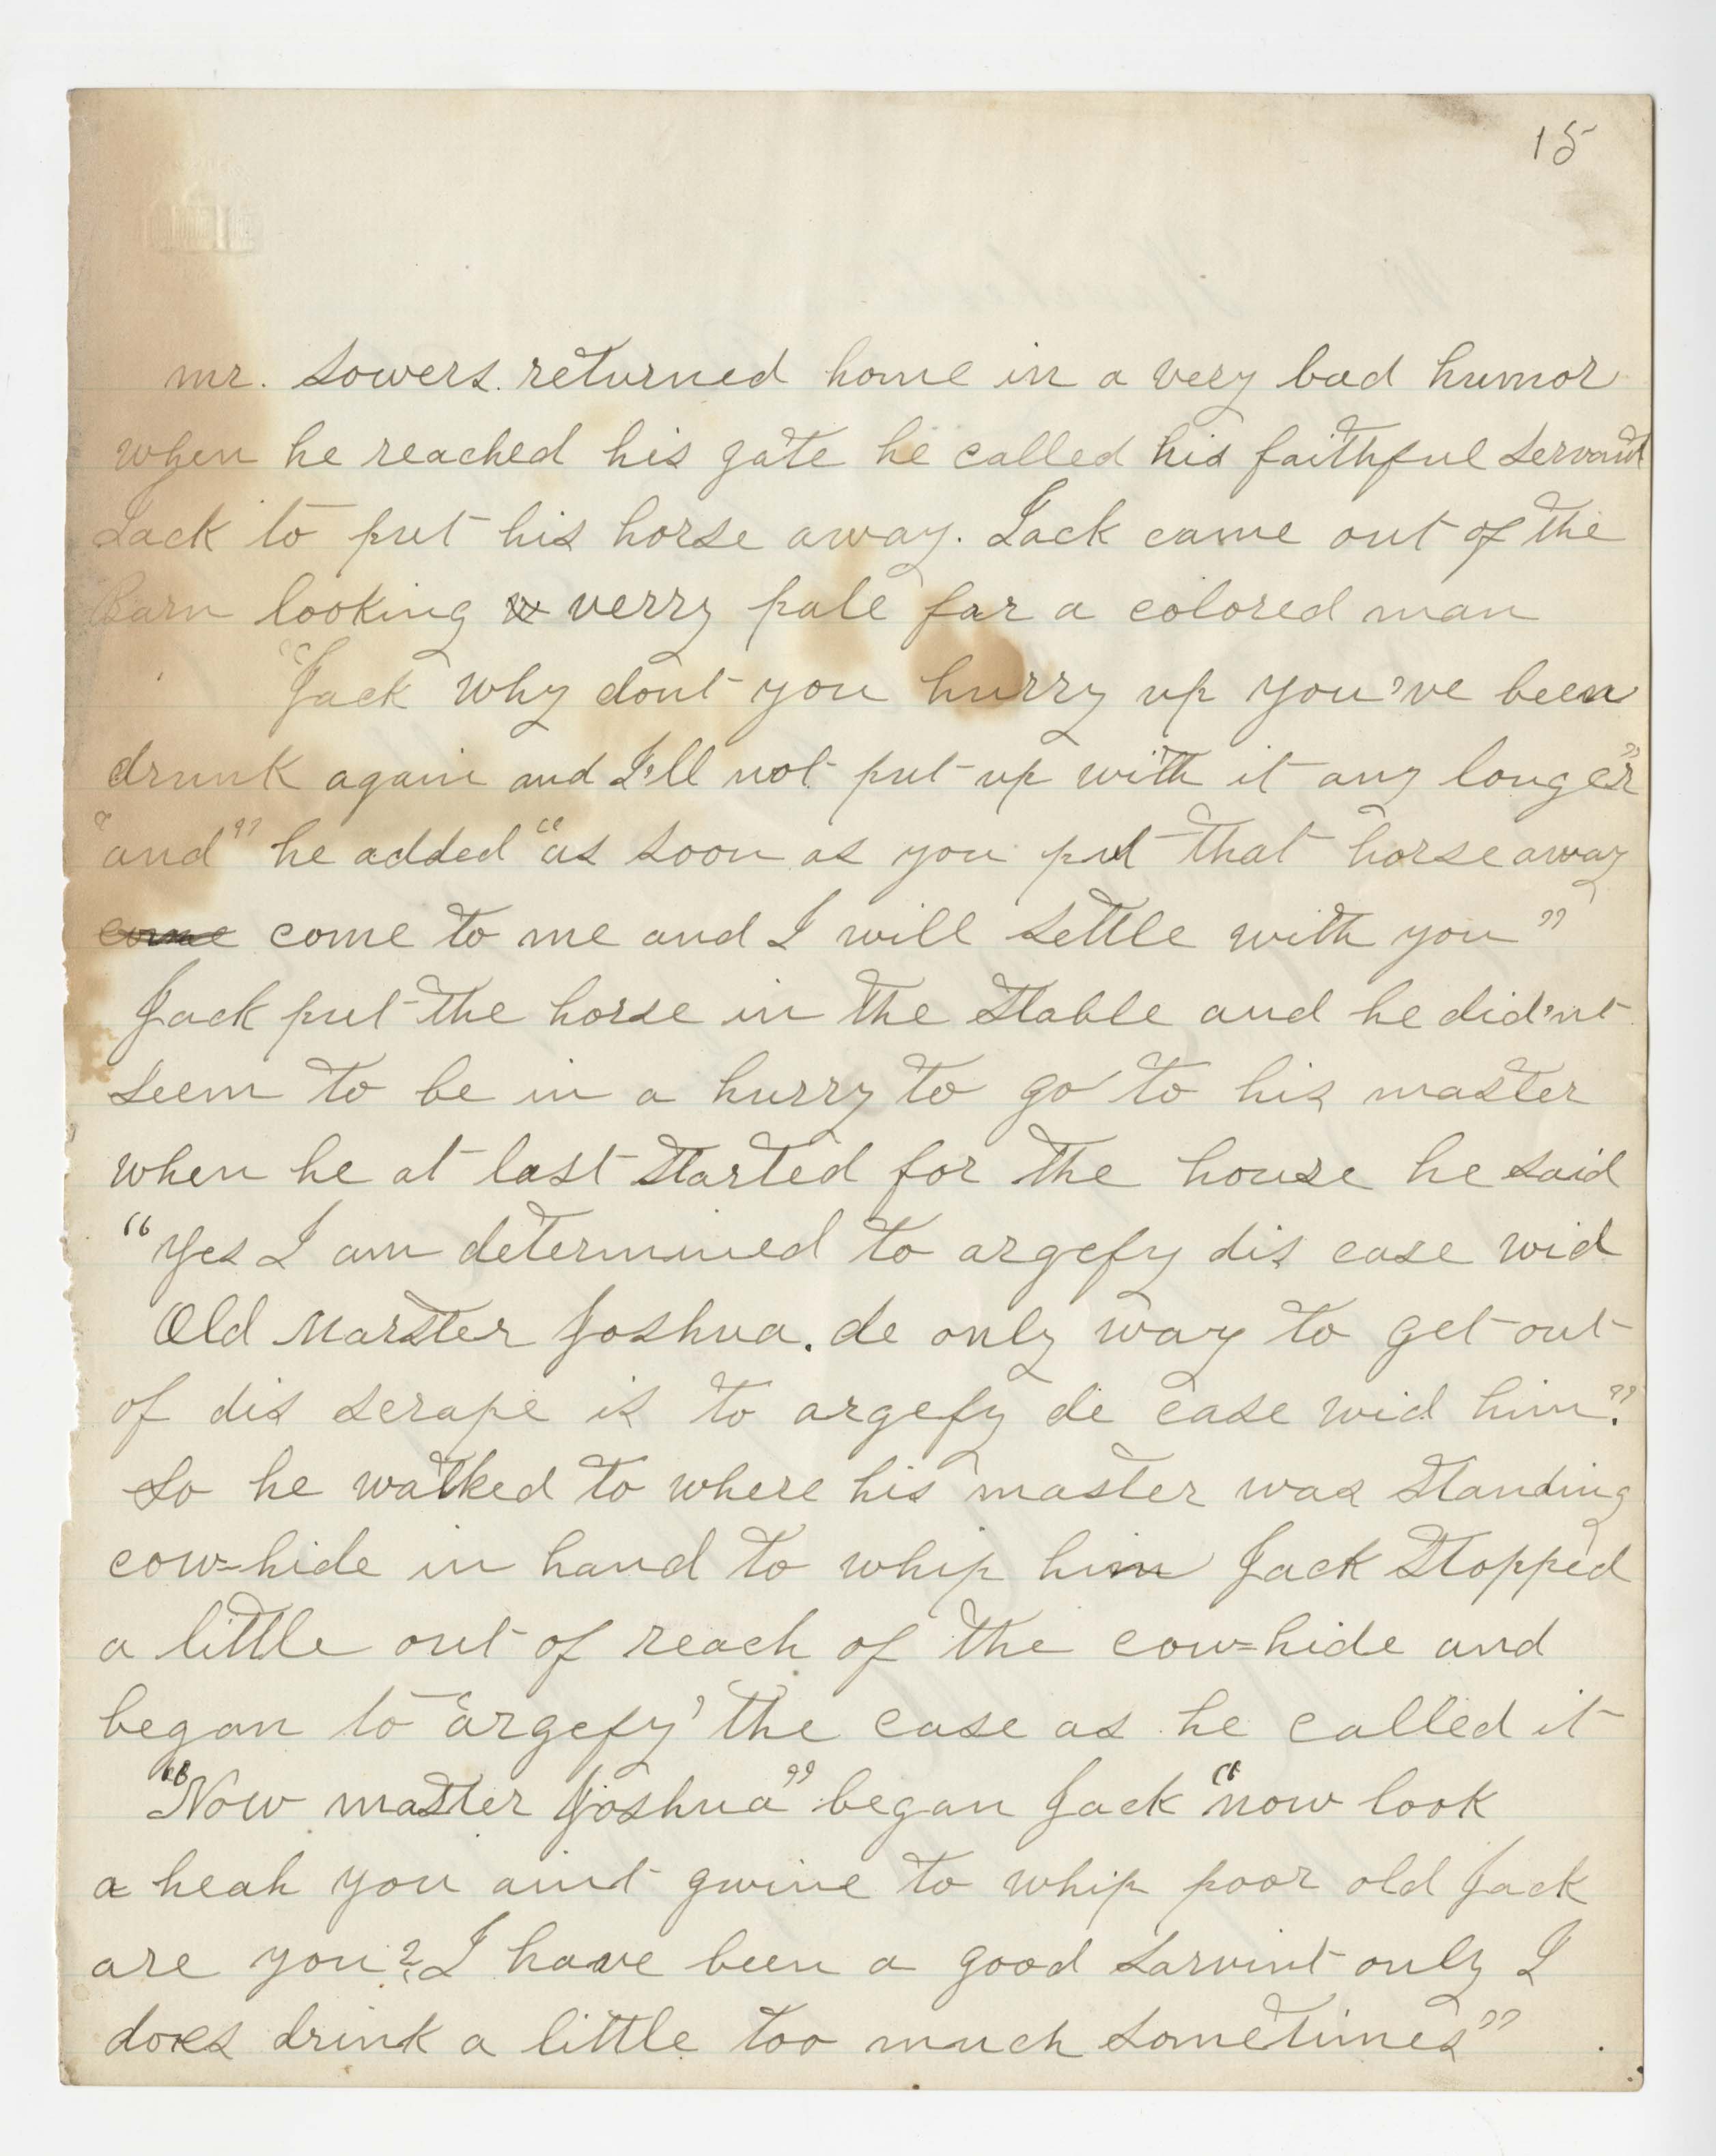 15
mr. Sowers. returned home in a very bad humor
when he reached his gate he called his faithful servant
Jack to put his horse away. Jack came out of the
Barn looking verry pale far a colored man
"Jack why dont you hurry up you've been
drunk again and I'll not put up with it any longer"
"and" he added "as soon as you put that horse away
come come to me and I will settle with you"
Jack put the horse in the stable and he did'nt
seem to be in a hurry to go to his master
when he at last started for the house he said
"Yes I am determined to argefy dis case wid
Old Marster Joshua. de only way to get out
of dis scrape is to argefy de case wid him."
So he walked to where his master was standing
cow=hide in hand to whip him Jack stopped
a little out of reach of the cow=hide and
began to 'argefy' the case as he called it
"Now master Joshua" began Jack "now look
a heah you aint gwine to whip poor old Jack
are you? I have been a good sarvint only I
does drink a little too much sometimes"